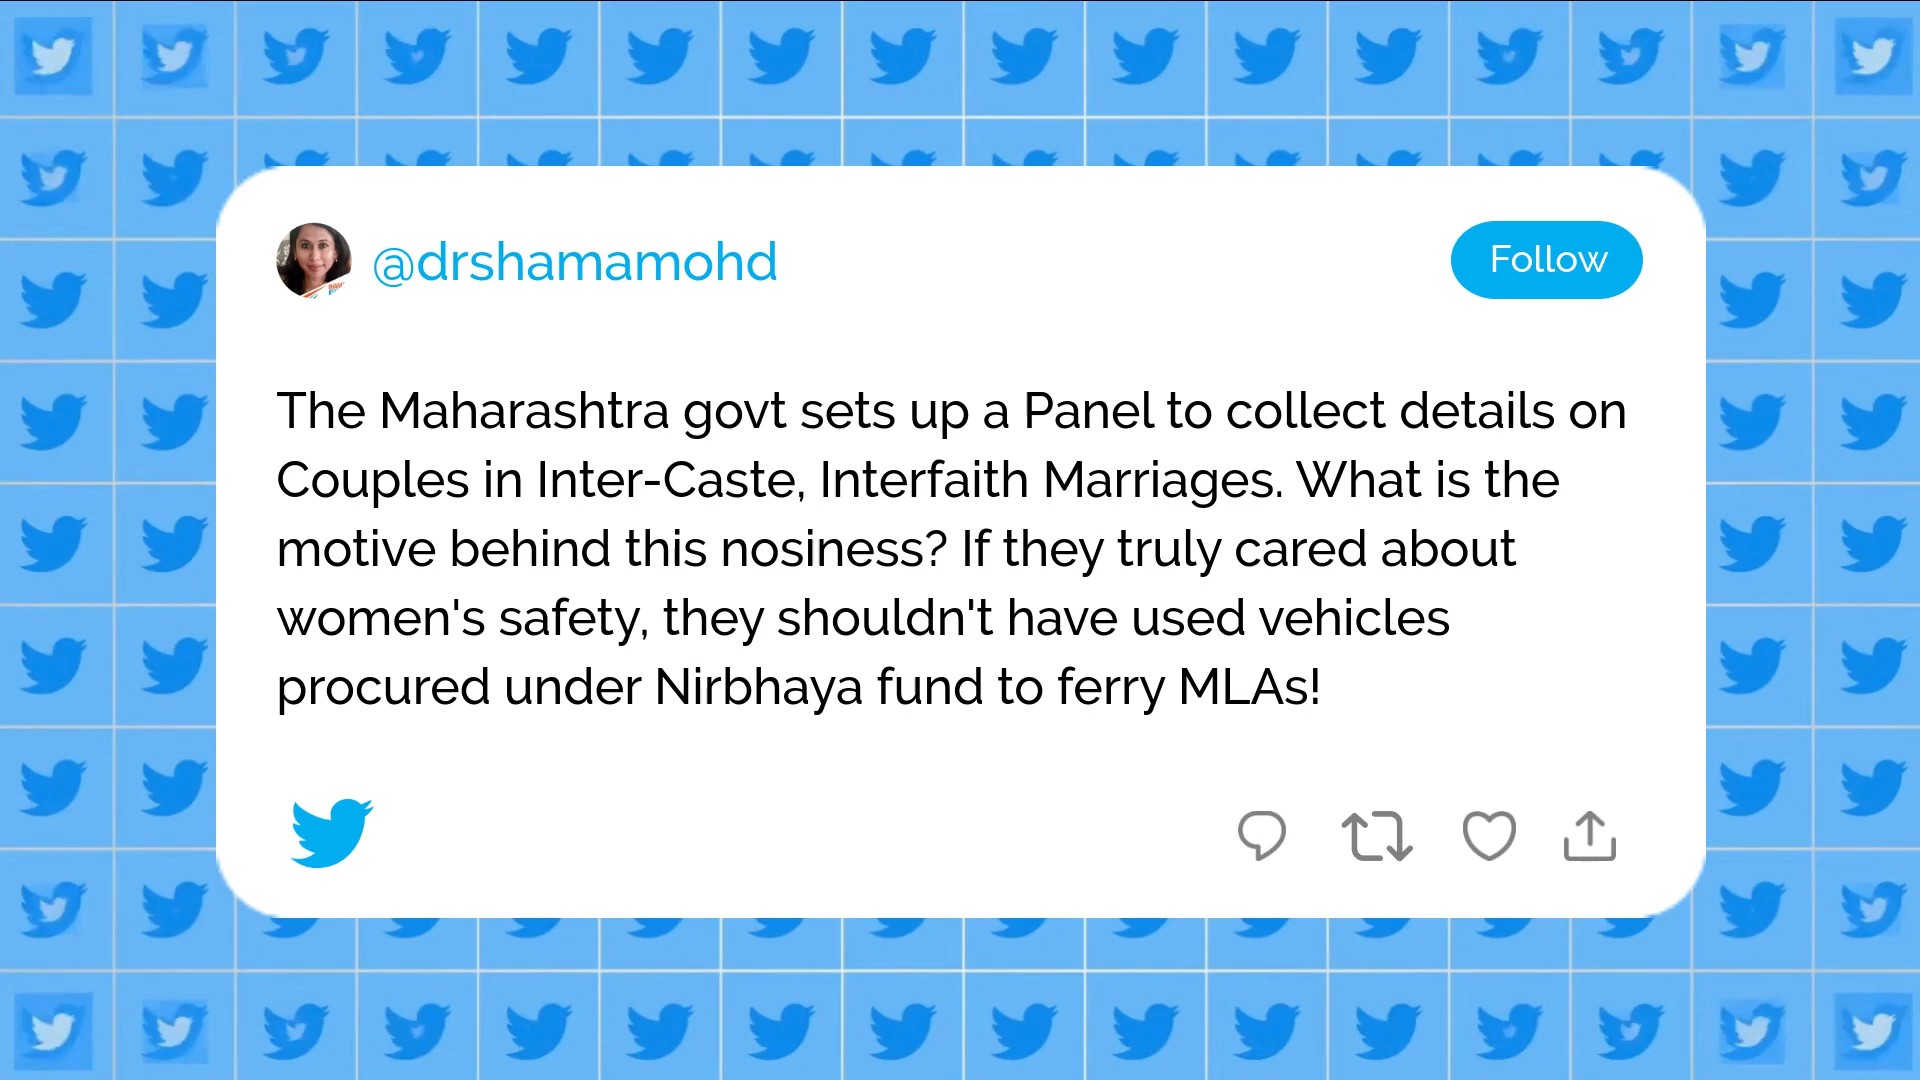 @drshamamohd
Follow
The Maharashtra govt sets up a Panel to collect details on
Couples in Inter-Caste, Interfaith Marriages. What is the
motive behind this nosiness? If they truly cared about
women's safety, they shouldn't have used vehicles
procured under Nirbhaya fund to ferry MLAs!